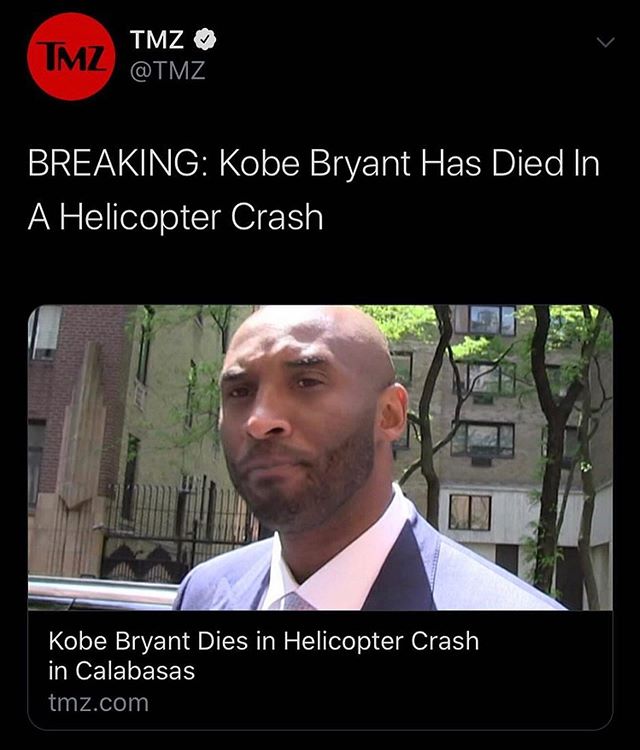 TMZ
TMZ
@TMZ
BREAKING: Kobe Bryant Has Died In
A Helicopter Crash
Kobe Bryant Dies in Helicopter Crash
in Calabasas
tmz.com